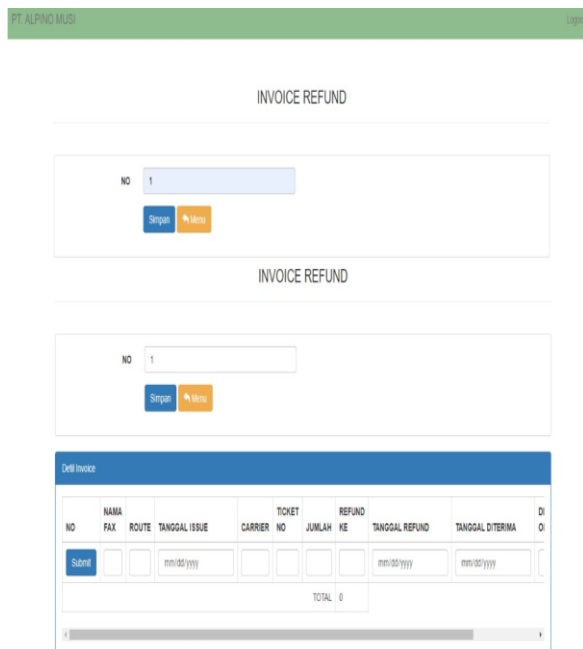 PT. ALPINO MUSI
INVOICE REFUND
NO 1
Simpan Menu
INVOICE REFUND
NO 1
Simpan Menu
Detil Invoice
NO NAMA FAX ROUTE TANGGAL ISSUE CARRIER TICKET NO JUMLAH REFUND KE TANGGAL REFUND TANGGAL DITERIMA
Submit mm/dd/yyyy mm/dd/yyyy mm/dd/yyyy
TOTAL 0